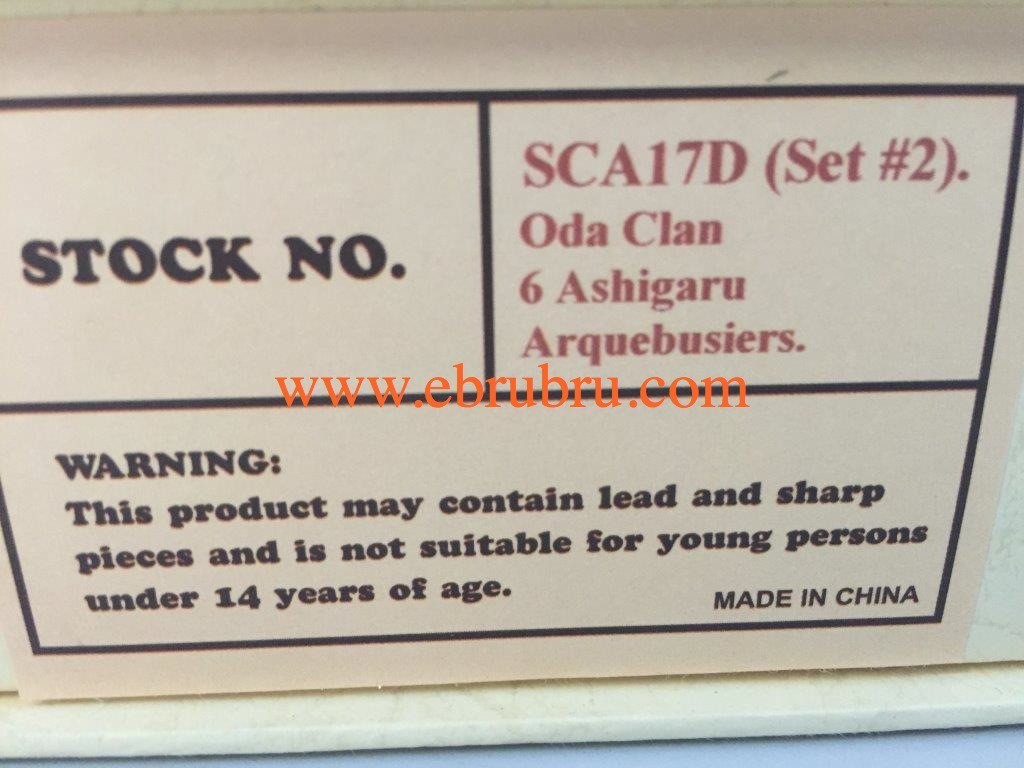 STOCK NO.
SCA17D (Set #2).
Oda Clan
6 Ashigaru
Arquebusiers.
www.ebrubru.com
WARNING:
This product may contain lead and sharp
pieces and is not suitable for young persons
under 14 years of age.
MADE IN CHINA